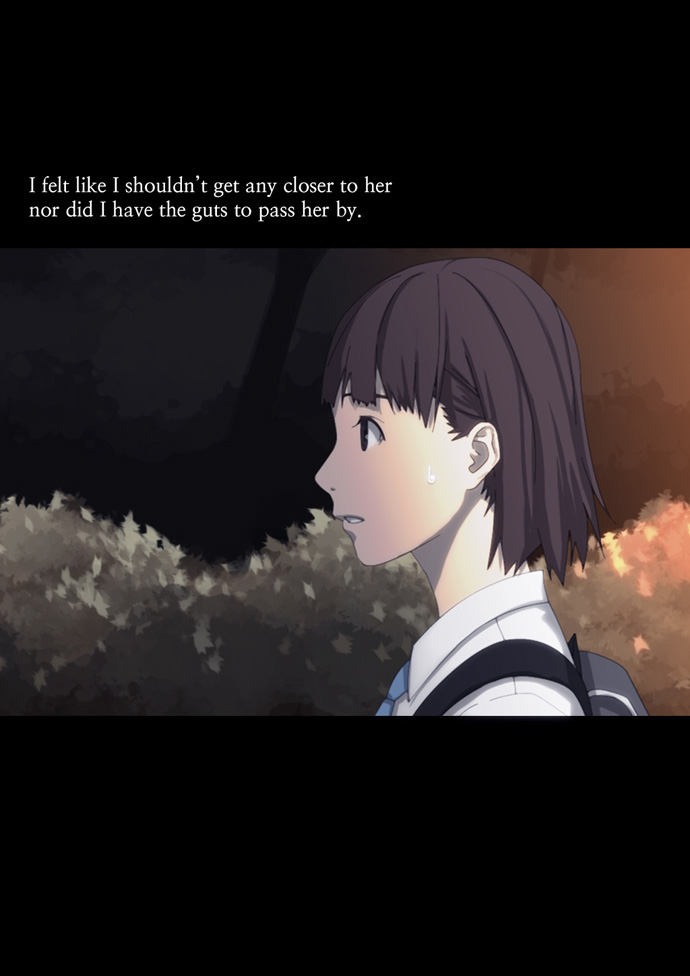 I felt like I shouldn’t get any closer to her
nor did I have the guts to pass her by.